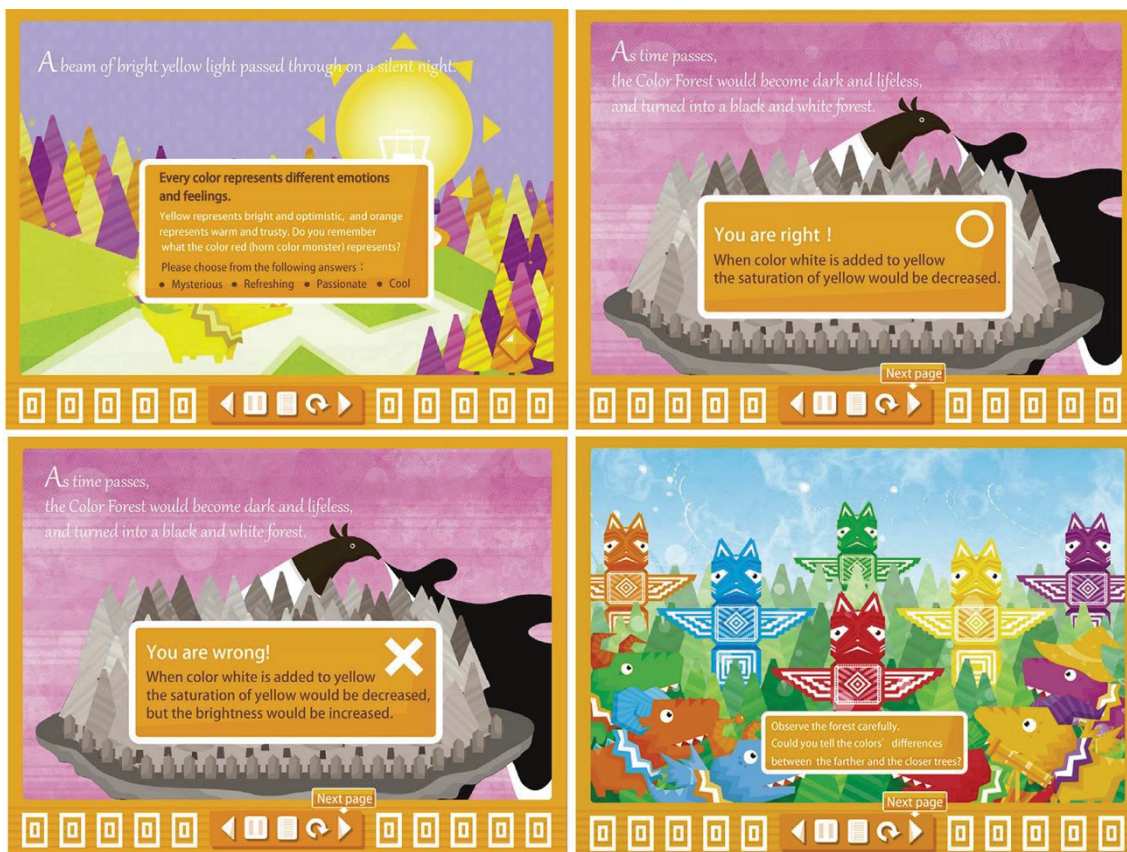 A beam of bright yellow light passed through on a silent night.
Every color represents different emotions
and feelings.
Yellow represents bright and optimistic, and orange
represents warm and trusty. Do you remember
what the color red (horn color monster) represents?
Please choose from the following answers：
• Mysterious • Refreshing • Passionate • Cool
As time passes,
the Color Forest would become dark and lifeless,
and turned into a black and white forest.
You are right !
When color white is added to yellow
the saturation of yellow would be decreased.
Next page
As time passes,
the Color Forest would become dark and lifeless,
and turned into a black and white forest.
You are wrong!
When color white is added to yellow
the saturation of yellow would be decreased,
but the brightness would be increased.
Next page
Observe the forest carefully.
Could you tell the colors' differences
between the farther and the closer trees?
Next page